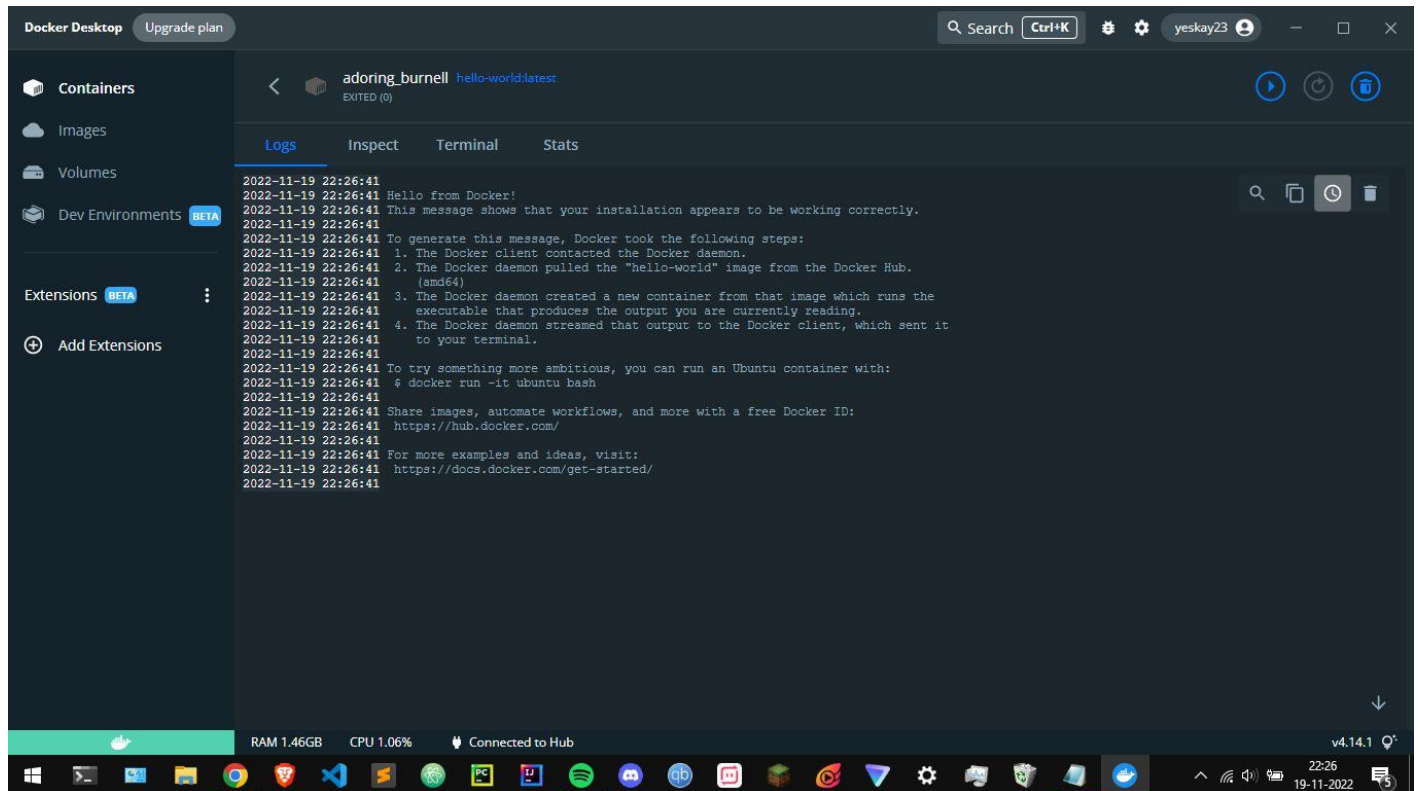 Docker Desktop Upgrade plan Search Ctrl+K yeskay23
Containers
Images
Volumes
Dev Environments BETA
Extensions BETA
Add Extensions
adoring_burnell hello-world:latest
EXITED (0)
Logs Inspect Terminal Stats
2022-11-19 22:26:41
2022-11-19 22:26:41 Hello from Docker!
2022-11-19 22:26:41 This message shows that your installation appears to be working correctly.
2022-11-19 22:26:41
2022-11-19 22:26:41 To generate this message, Docker took the following steps:
2022-11-19 22:26:41  1. The Docker client contacted the Docker daemon.
2022-11-19 22:26:41  2. The Docker daemon pulled the "hello-world" image from the Docker Hub.
2022-11-19 22:26:41     (amd64)
2022-11-19 22:26:41  3. The Docker daemon created a new container from that image which runs the
2022-11-19 22:26:41     executable that produces the output you are currently reading.
2022-11-19 22:26:41  4. The Docker daemon streamed that output to the Docker client, which sent it
2022-11-19 22:26:41     to your terminal.
2022-11-19 22:26:41
2022-11-19 22:26:41 To try something more ambitious, you can run an Ubuntu container with:
2022-11-19 22:26:41  $ docker run -it ubuntu bash
2022-11-19 22:26:41
2022-11-19 22:26:41 Share images, automate workflows, and more with a free Docker ID:
2022-11-19 22:26:41  https://hub.docker.com/
2022-11-19 22:26:41
2022-11-19 22:26:41 For more examples and ideas, visit:
2022-11-19 22:26:41  https://docs.docker.com/get-started/
2022-11-19 22:26:41
RAM 1.46GB CPU 1.06% Connected to Hub v4.14.1
PC IJ qb
22:26
19-11-2022 5